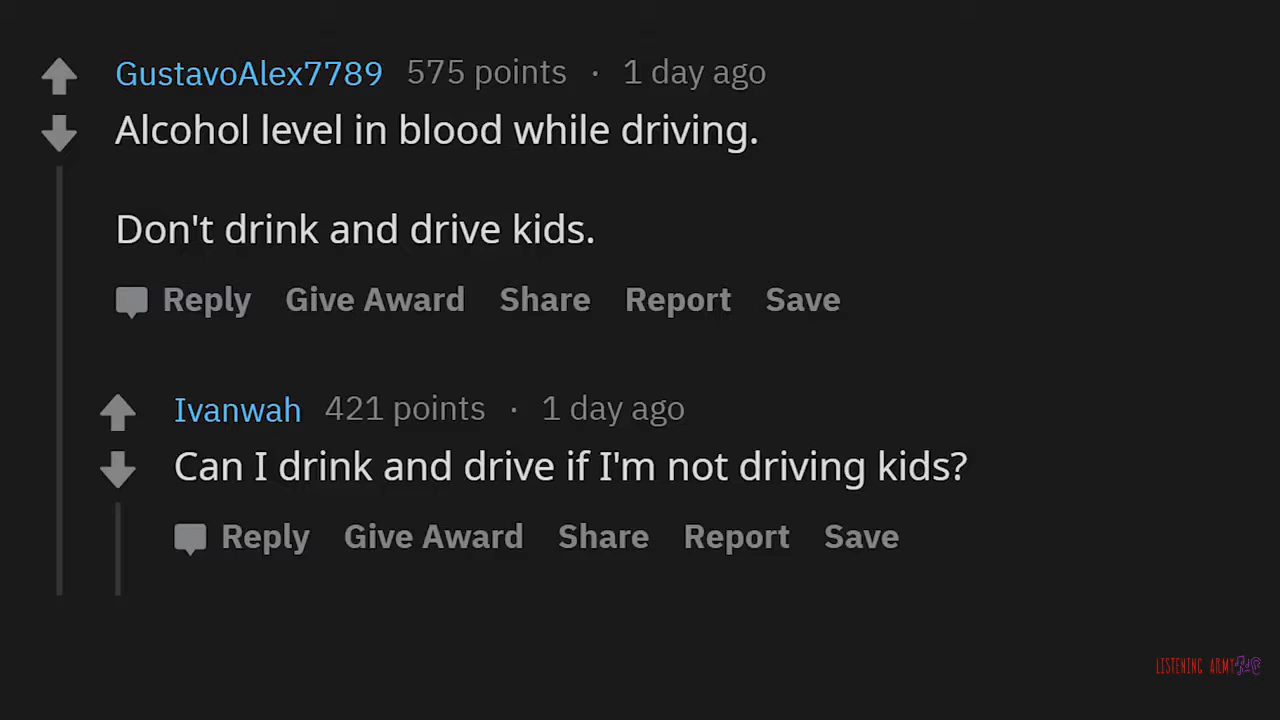 GustavoAlex7789 575 points · 1 day ago
Alcohol level in blood while driving.
Don't drink and drive kids.
Reply Give Award Share Report Save
Ivanwah 421 points · 1 day ago
Can I drink and drive if I'm not driving kids?
Reply Give Award Share Report Save
LISTENING ARMY